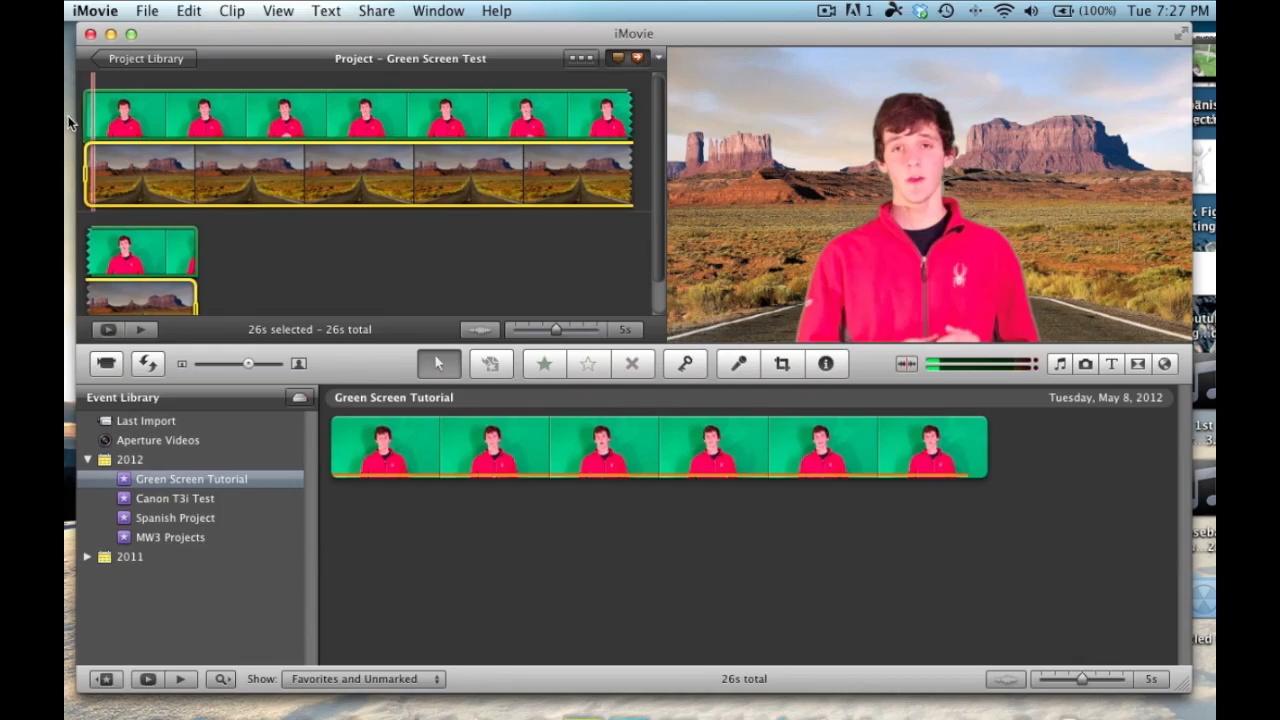 iMovie File Edit Clip View Text Share Window Help 1 (100%) Tue 7:27 PM
iMovie
Project Library Project - Green Screen Test
26s selected - 26s total 5s
Event Library Green Screen Tutorial Tuesday, May 8, 2012
Last Import
Aperture Videos
2012
Green Screen Tutorial
Canon T3i Test
Spanish Project
MW3 Projects
2011
Show: Favorites and Unmarked 26s total 5s